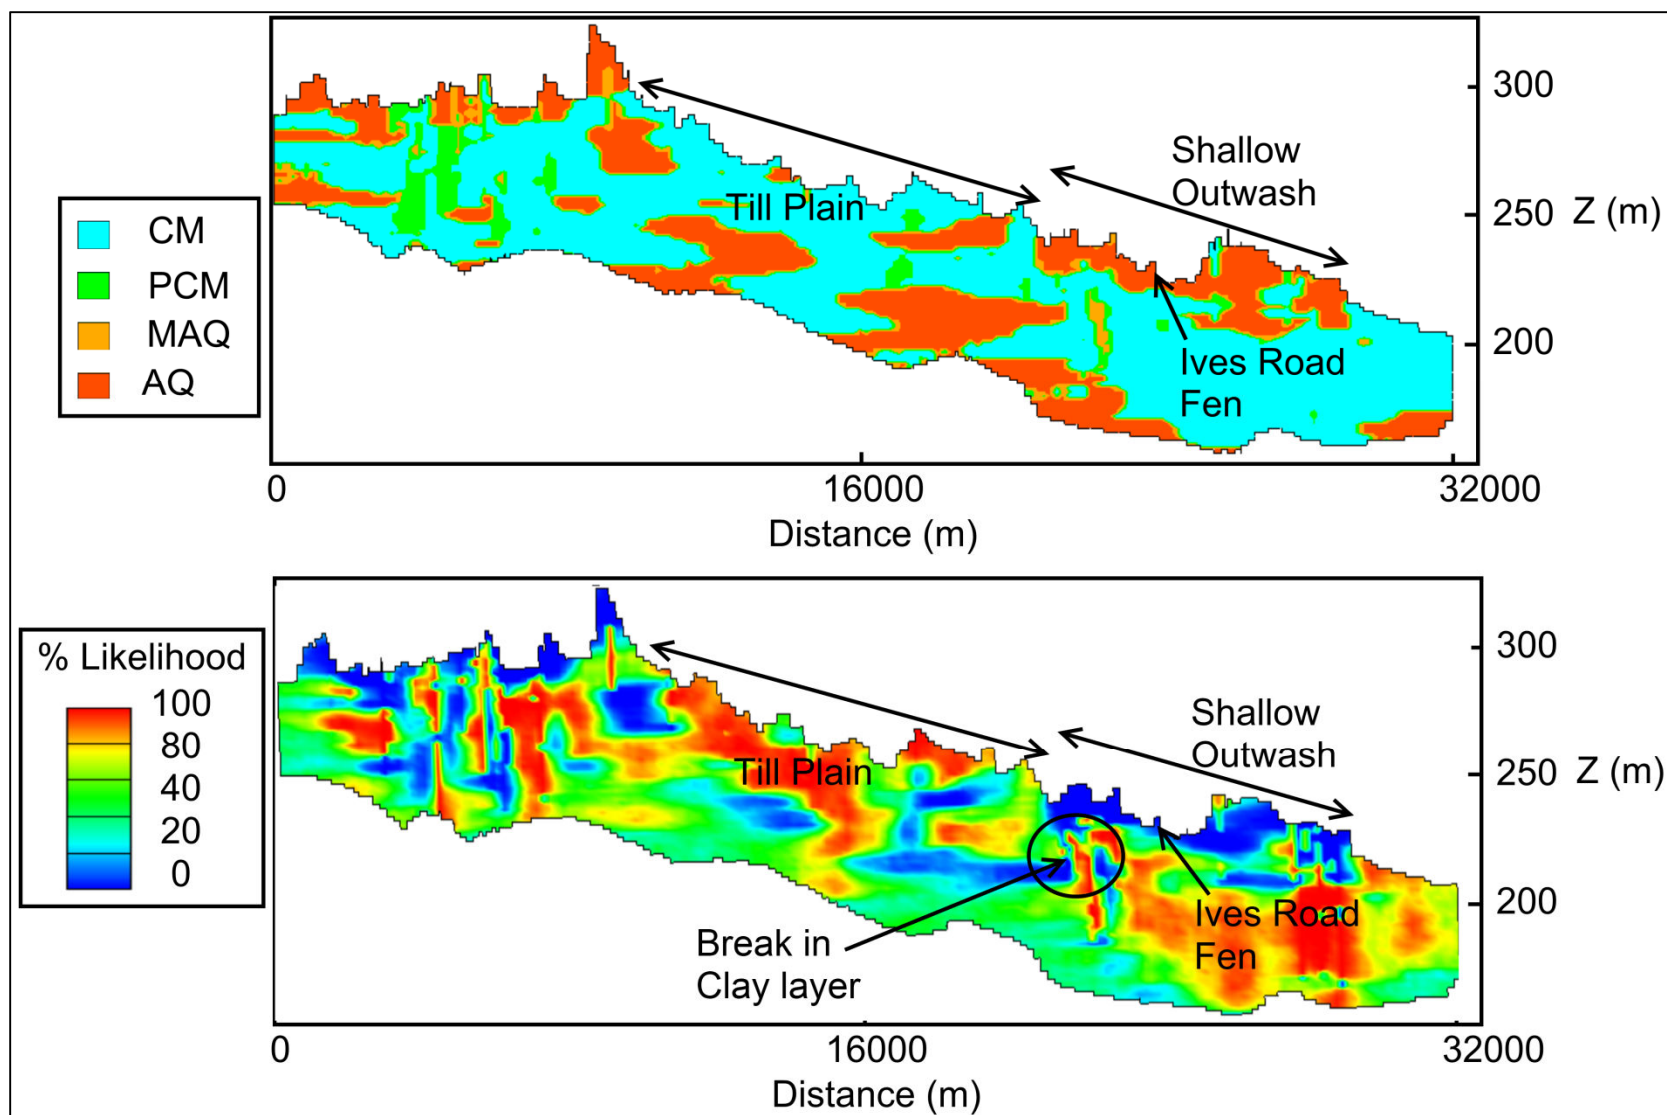 300
Shallow
Outwash
CM
Till Plain
250 Z (m)
PCM
MAQ
200
Ives Road
Fen
AQ
0
16000
32000
Distance (m)
% Likelihood
300
100
80
Shallow
Outwash
Till Plain
250 Z (m)
40
20
0
200
Ives Road
Fen
Break in
Clay layer
0
16000
32000
Distance (m)